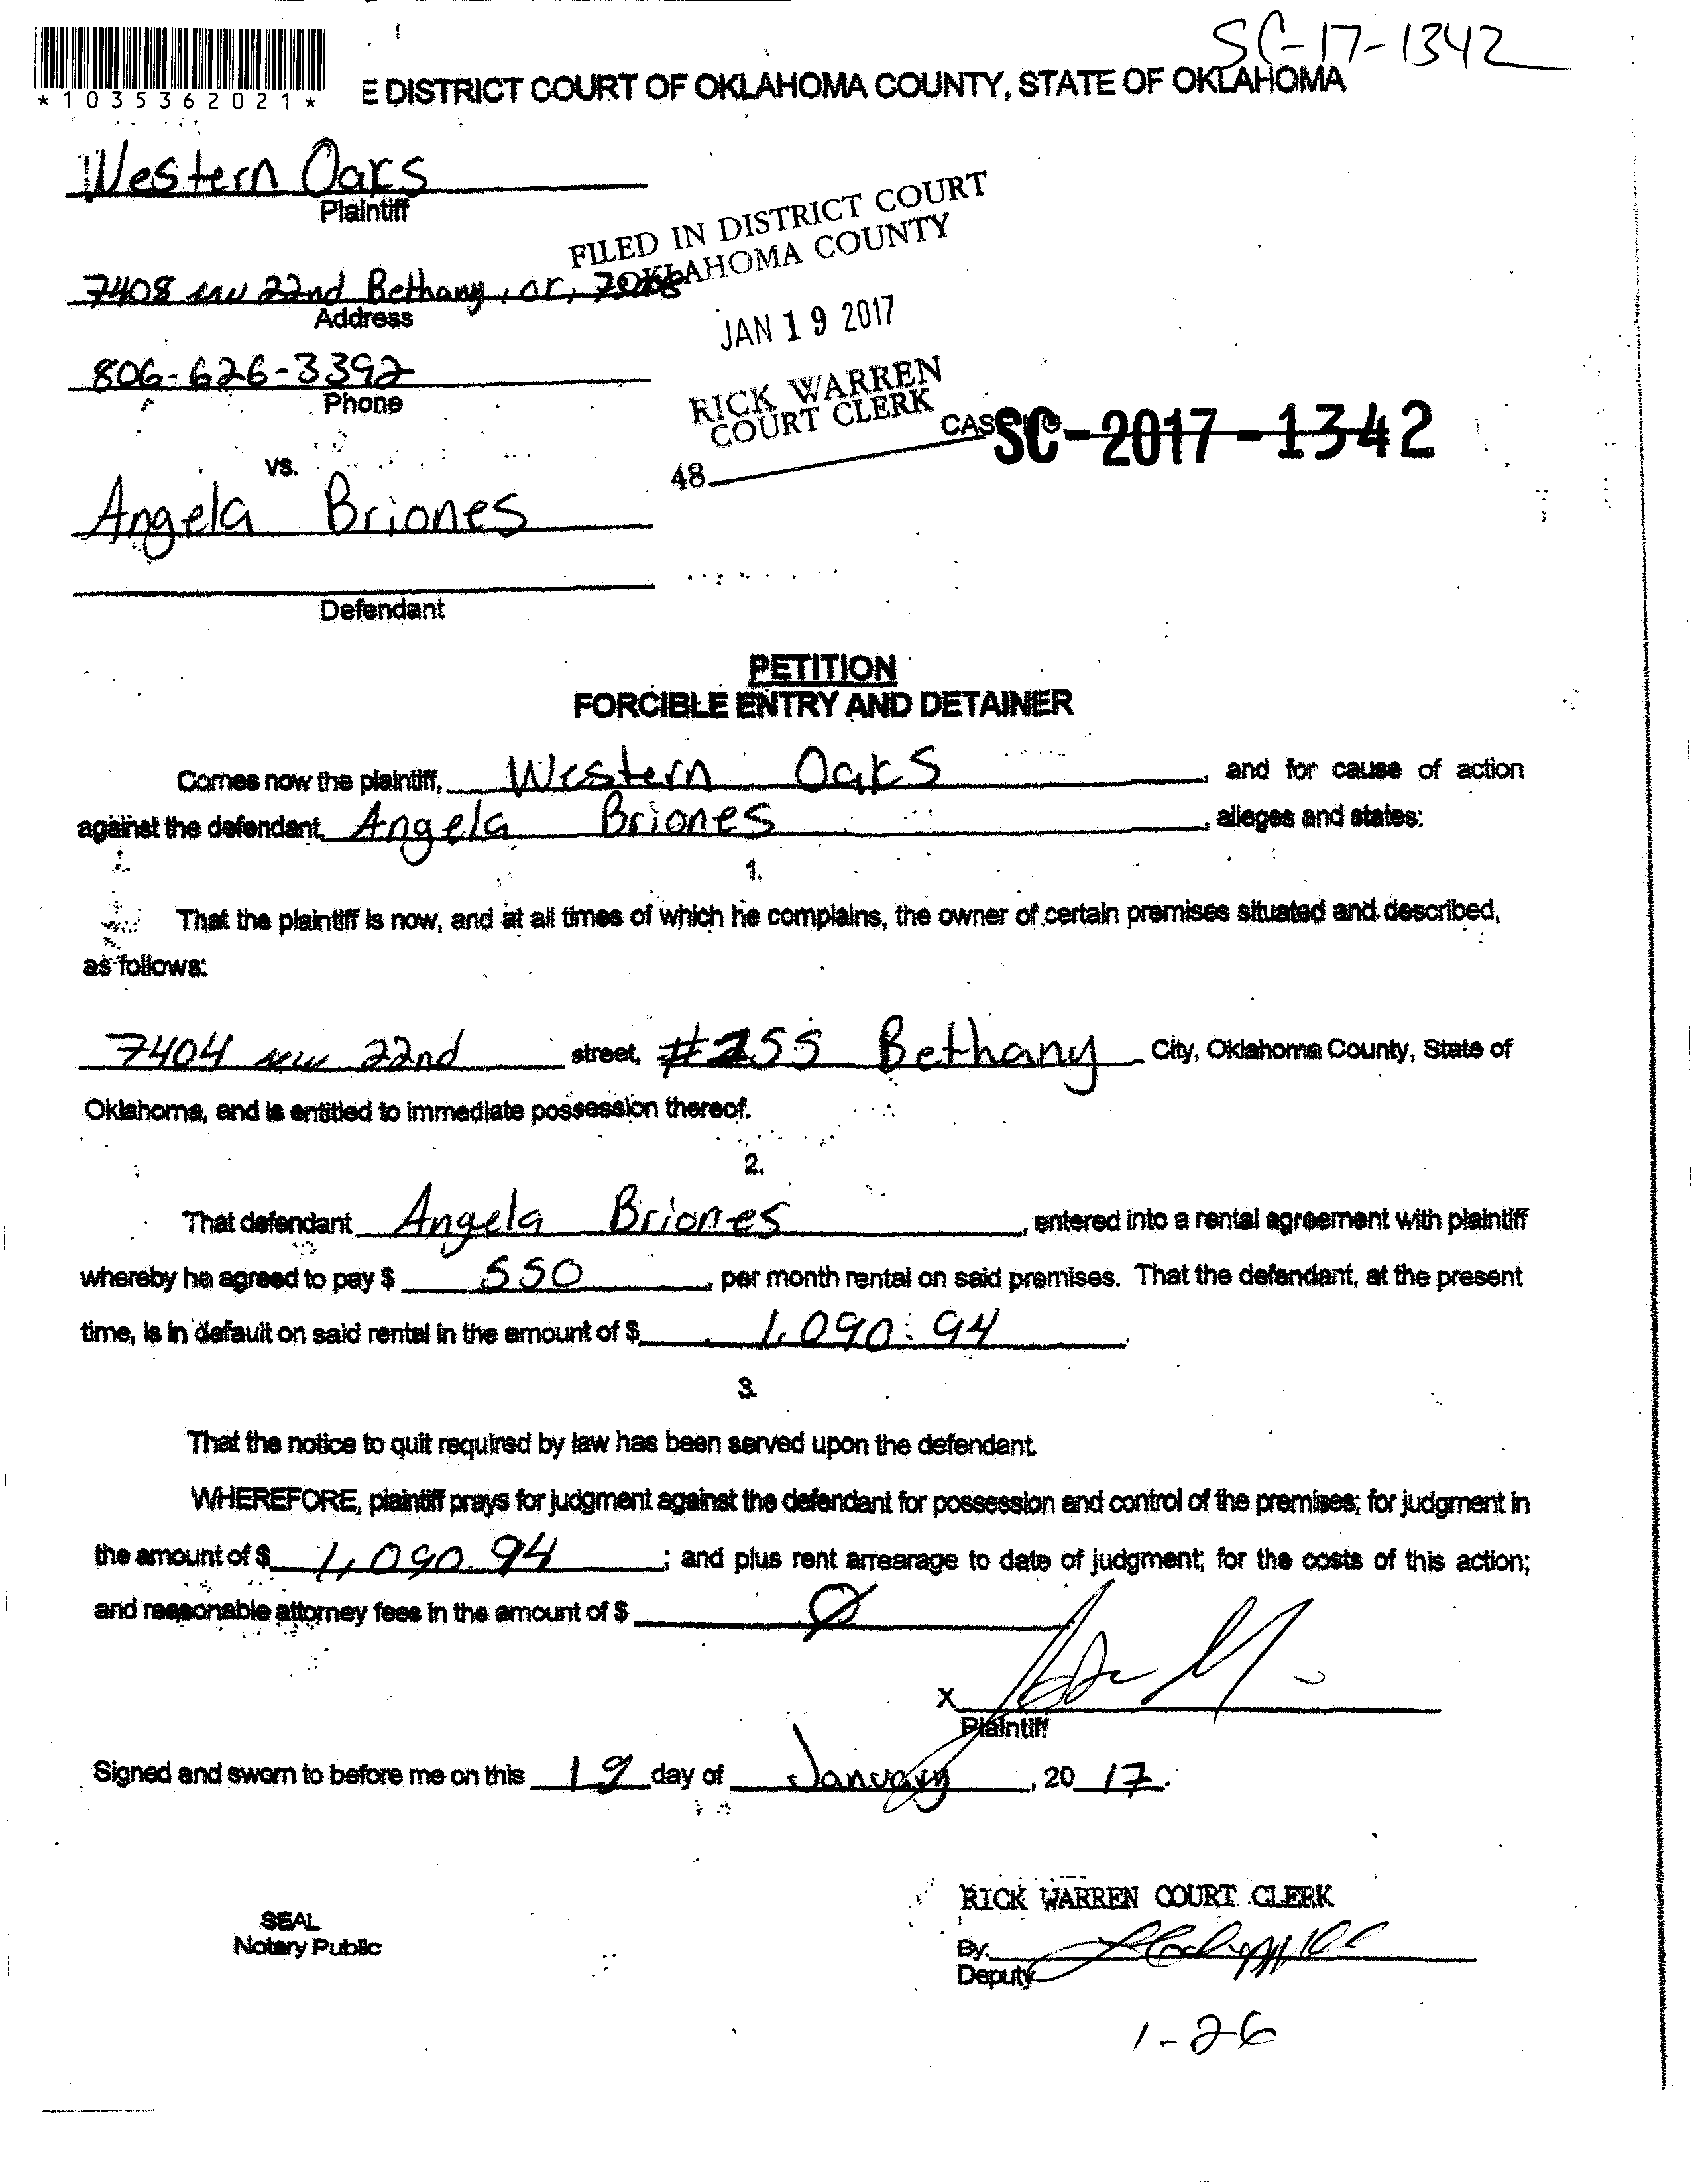 SC-17-1342
*1035362021*
E DISTRICT COURT OF OKLAHOMA COUNTY, STATE OF OKLAHOMA
Western Oaks
Plaintiff
FILED IN DISTRICT COURT
OKLAHOMA COUNTY
7408 NW 22nd Bethany, OK,
Address
JAN 19 2017
806-626-3392
Phone
RICK WARREN
COURT CLERK
SC-2017-1342
48
vs.
Angela Briones
Defendant
PETITION
FORCIBLE ENTRY AND DETAINER
Comes now the plaintiff, Western Oaks, and for cause of action
against the defendant, Angela Briones, alleges and states:
1.
That the plaintiff is now, and at all times of which he complains, the owner of certain premises situated and described,
as follows:
7404 NW 22nd street, #255 Bethany City, Oklahoma County, State of
Oklahoma, and is entitled to immediate possession thereof.
2.
That defendant Angela Briones, entered into a rental agreement with plaintiff
whereby he agreed to pay $ 550, per month rental on said premises. That the defendant, at the present
time, is in default on said rental in the amount of $ 1,090.94.
3.
That the notice to quit required by law has been served upon the defendant.
WHEREFORE, plaintiff prays for judgment against the defendant for possession and control of the premises; for judgment in
the amount of $ 1,090.94; and plus rent arrearage to date of judgment; for the costs of this action;
and reasonable attorney fees in the amount of $ Ø
X
Plaintiff
Signed and sworn to before me on this 19 day of January, 20 17.
RICK WARREN COURT CLERK
SEAL
Notary Public
By:
Deputy
1-26